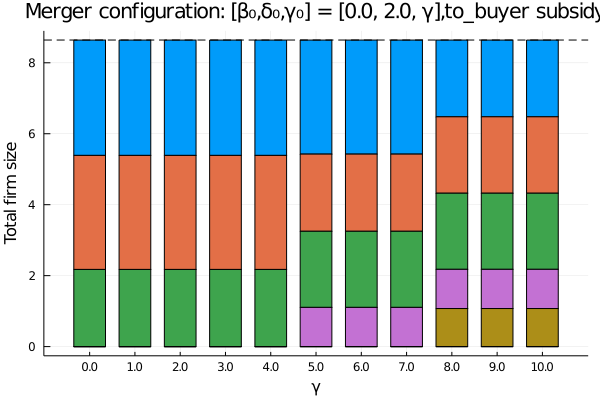 Merger configuration: [β₀,δ₀,γ₀] = [0.0, 2.0, γ],to_buyer subsidy
Total firm size
8
6
4
2
0
0.0 1.0 2.0 3.0 4.0 5.0 6.0 7.0 8.0 9.0 10.0
γ